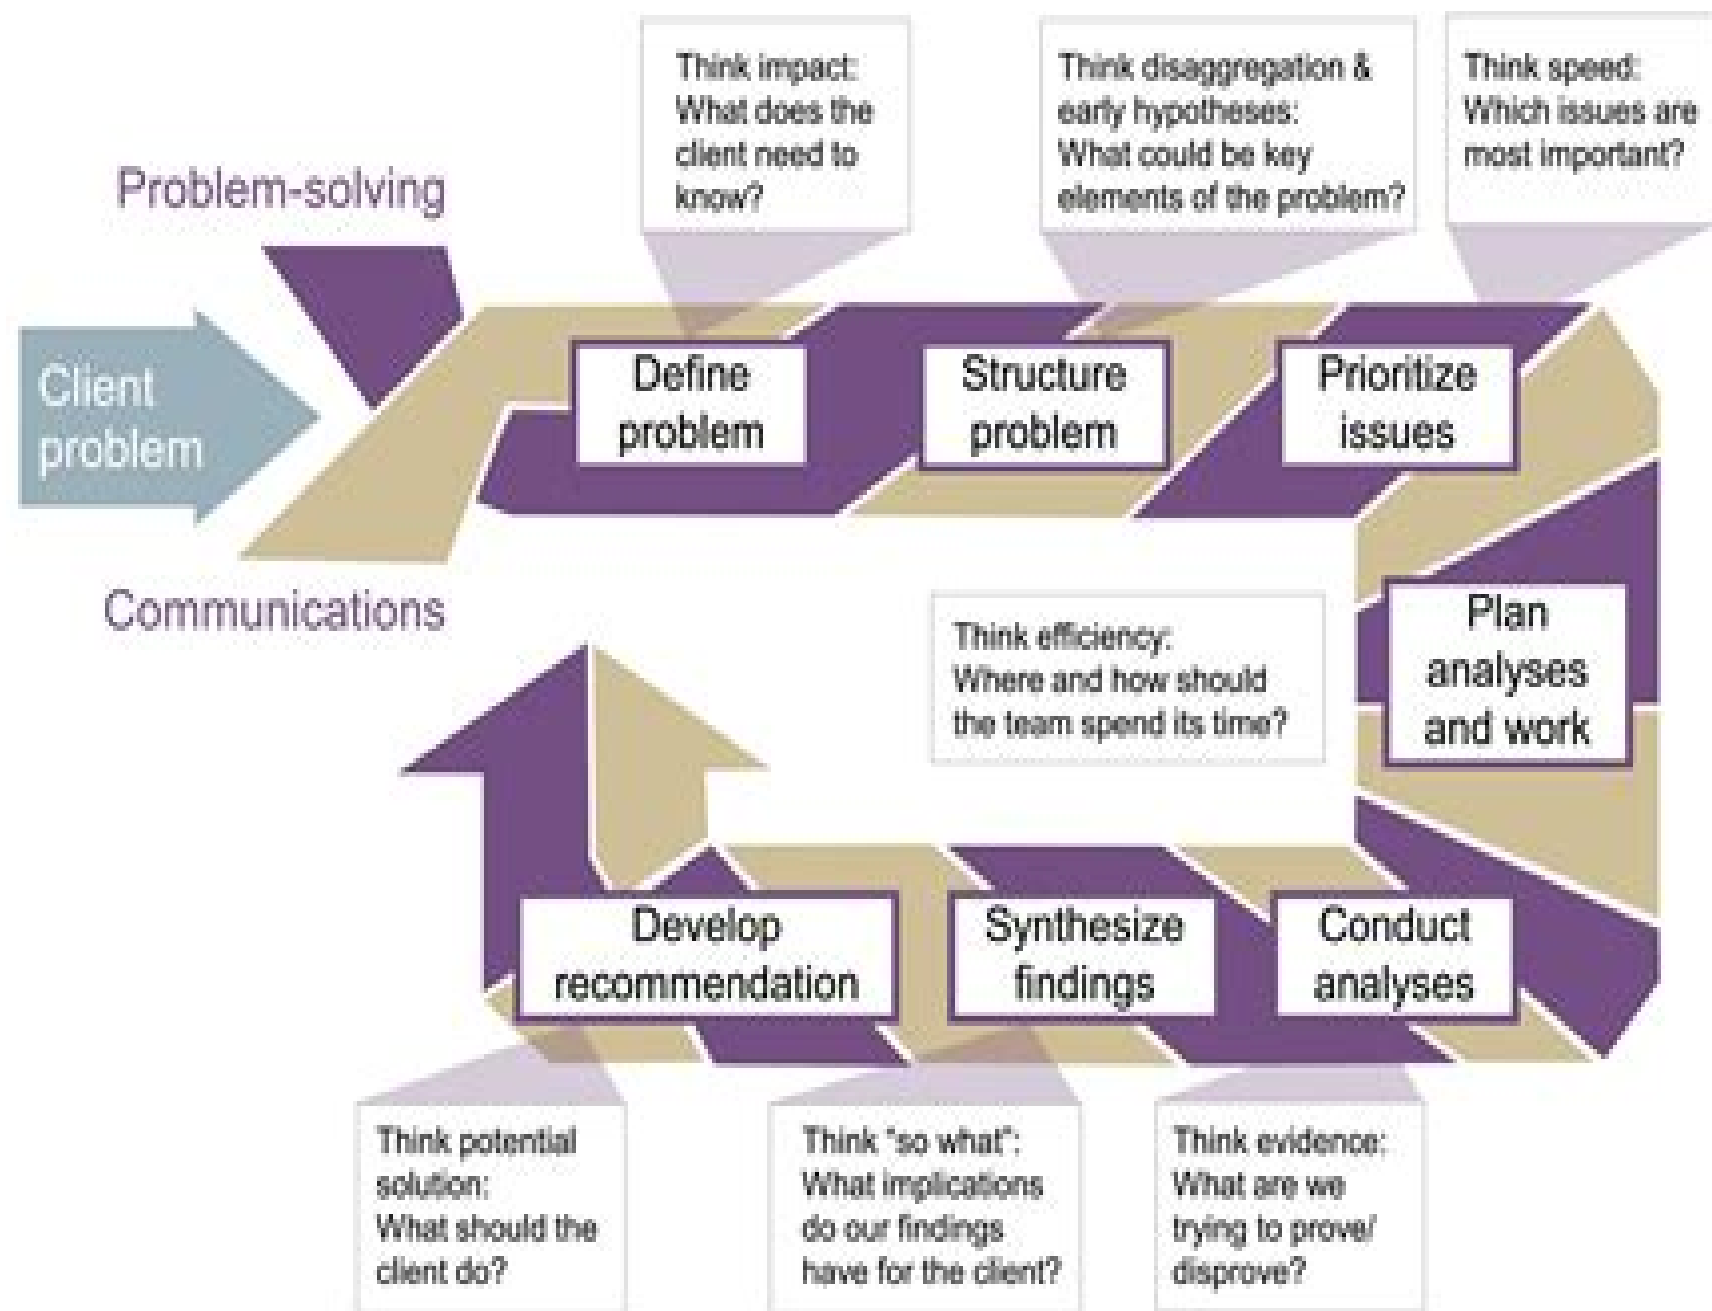 Think impact:
What does the
client need to
know?
Think disaggregation &
early hypotheses:
What could be key
elements of the problem?
Think speed:
Which issues are
most important?
Problem-solving
Client
problem
Communications
Define
problem
Structure
problem
Prioritize
issues
Think efficiency:
Where and how should
the team spend its time?
Plan
analyses
and work
Develop
recommendation
Synthesize
findings
Conduct
analyses
Think potential
solution:
What should the
client do?
Think "so what":
What implications
do our findings
have for the client?
Think evidence:
What are we
trying to prove/
disprove?